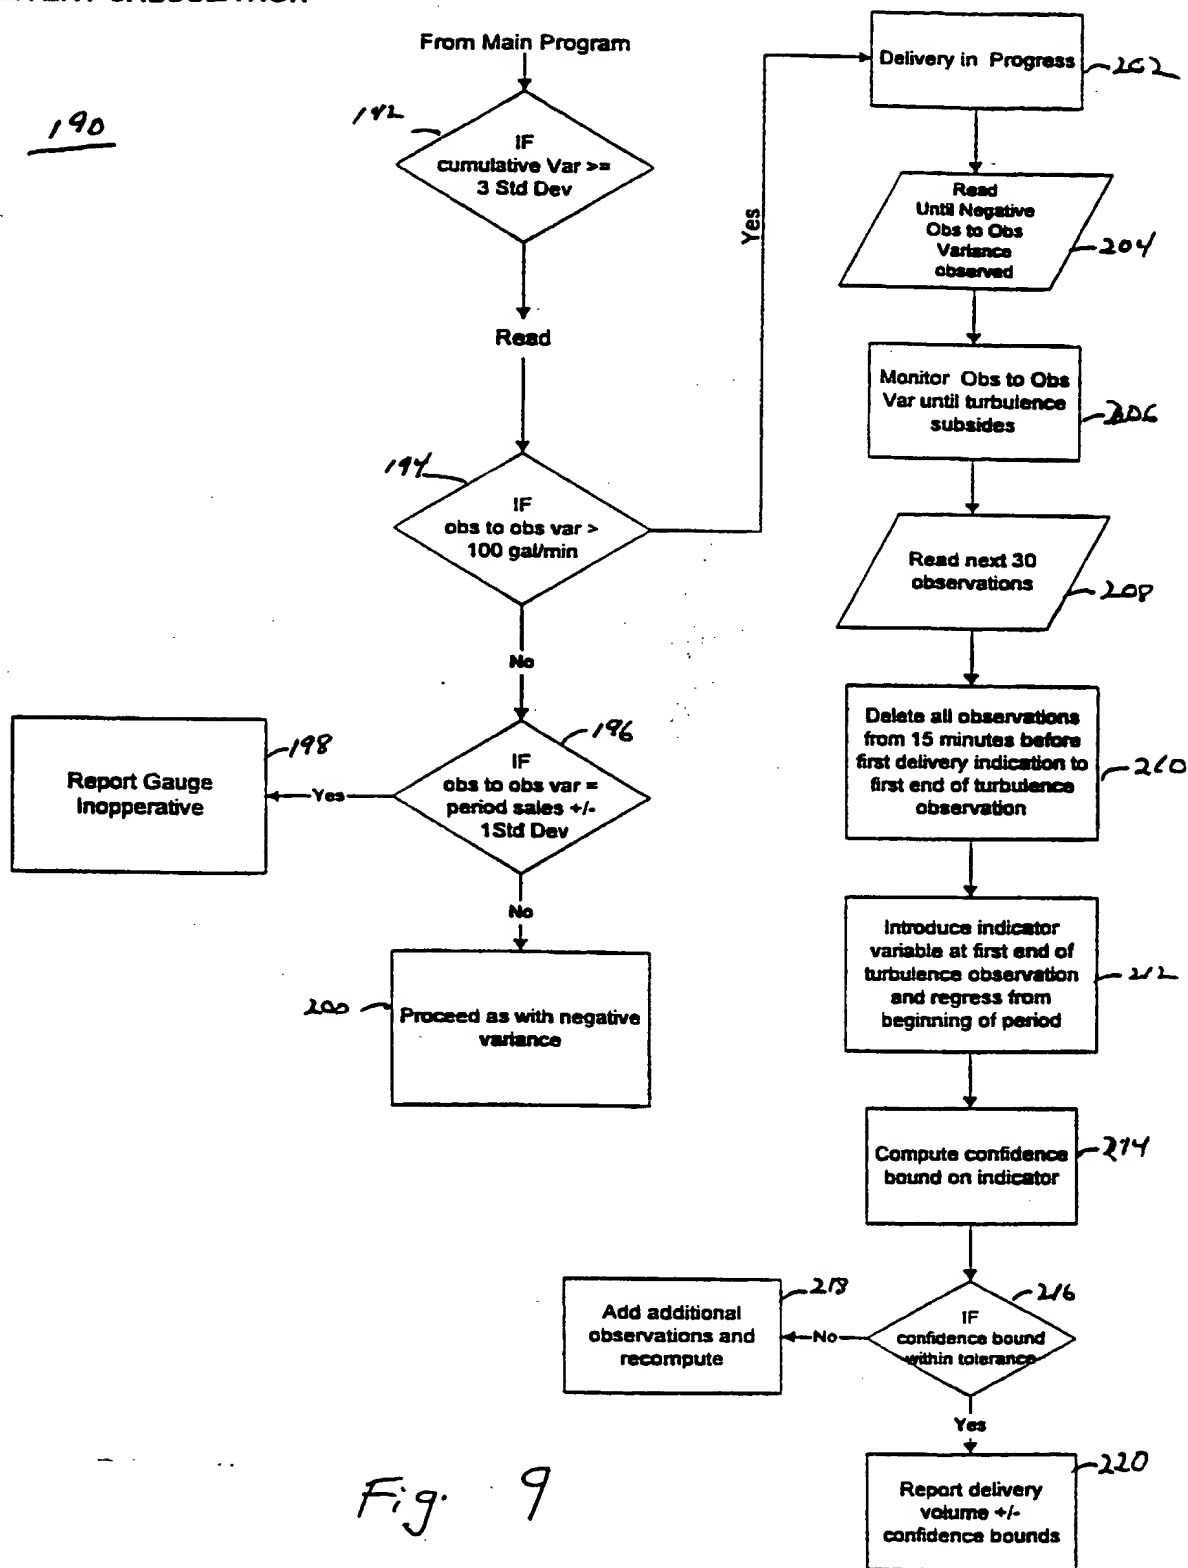 From Main Program
190
192
IF
cumulative Var >=
3 Std Dev
Read
194
IF
obs to obs var >
100 gal/min
Yes
No
196
IF
obs to obs var =
period sales +/-
1Std Dev
Yes
198
Report Gauge
Inopperative
No
200
Proceed as with negative
variance
Delivery in Progress
202
Read
Until Negative
Obs to Obs
Variance
observed
204
Monitor Obs to Obs
Var until turbulence
subsides
206
Read next 30
observations
208
Delete all observations
from 15 minutes before
first delivery indication to
first end of turbulence
observation
210
Introduce indicator
variable at first end of
turbulence observation
and regress from
beginning of period
212
Compute confidence
bound on indicator
214
216
IF
confidence bound
within tolerance
No
218
Add additional
observations and
recompute
Yes
220
Report delivery
volume +/-
confidence bounds
Fig. 9